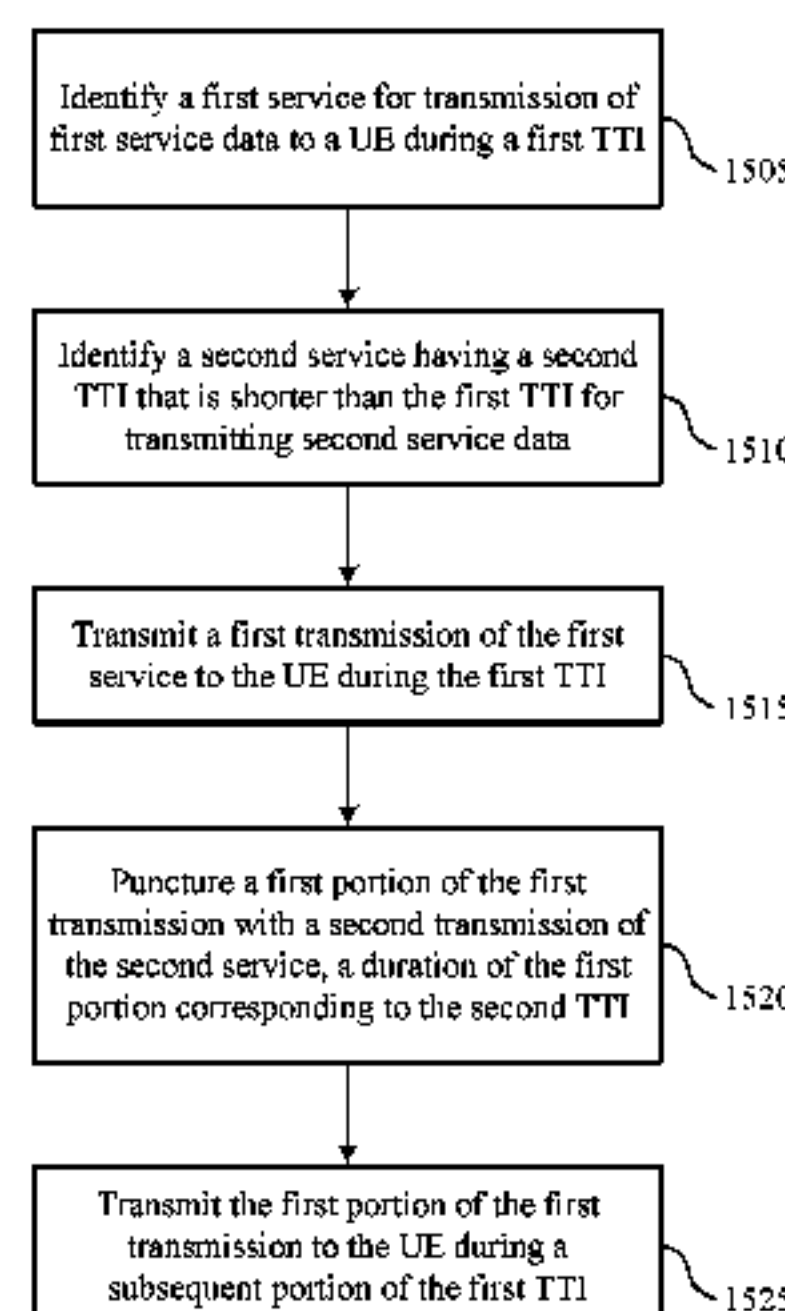 Identify a first service for transmission of
first service data to a UE during a first TTI
1505
Identify a second service having a second
TTI that is shorter than the first TTI for
transmitting second service data
1510
Transmit a first transmission of the first
service to the UE during the first TTI
1515
Puncture a first portion of the first
transmission with a second transmission of
the second service, a duration of the first
portion corresponding to the second TTI
1520
Transmit the first portion of the first
transmission to the UE during a
subsequent portion of the first TTI
1525